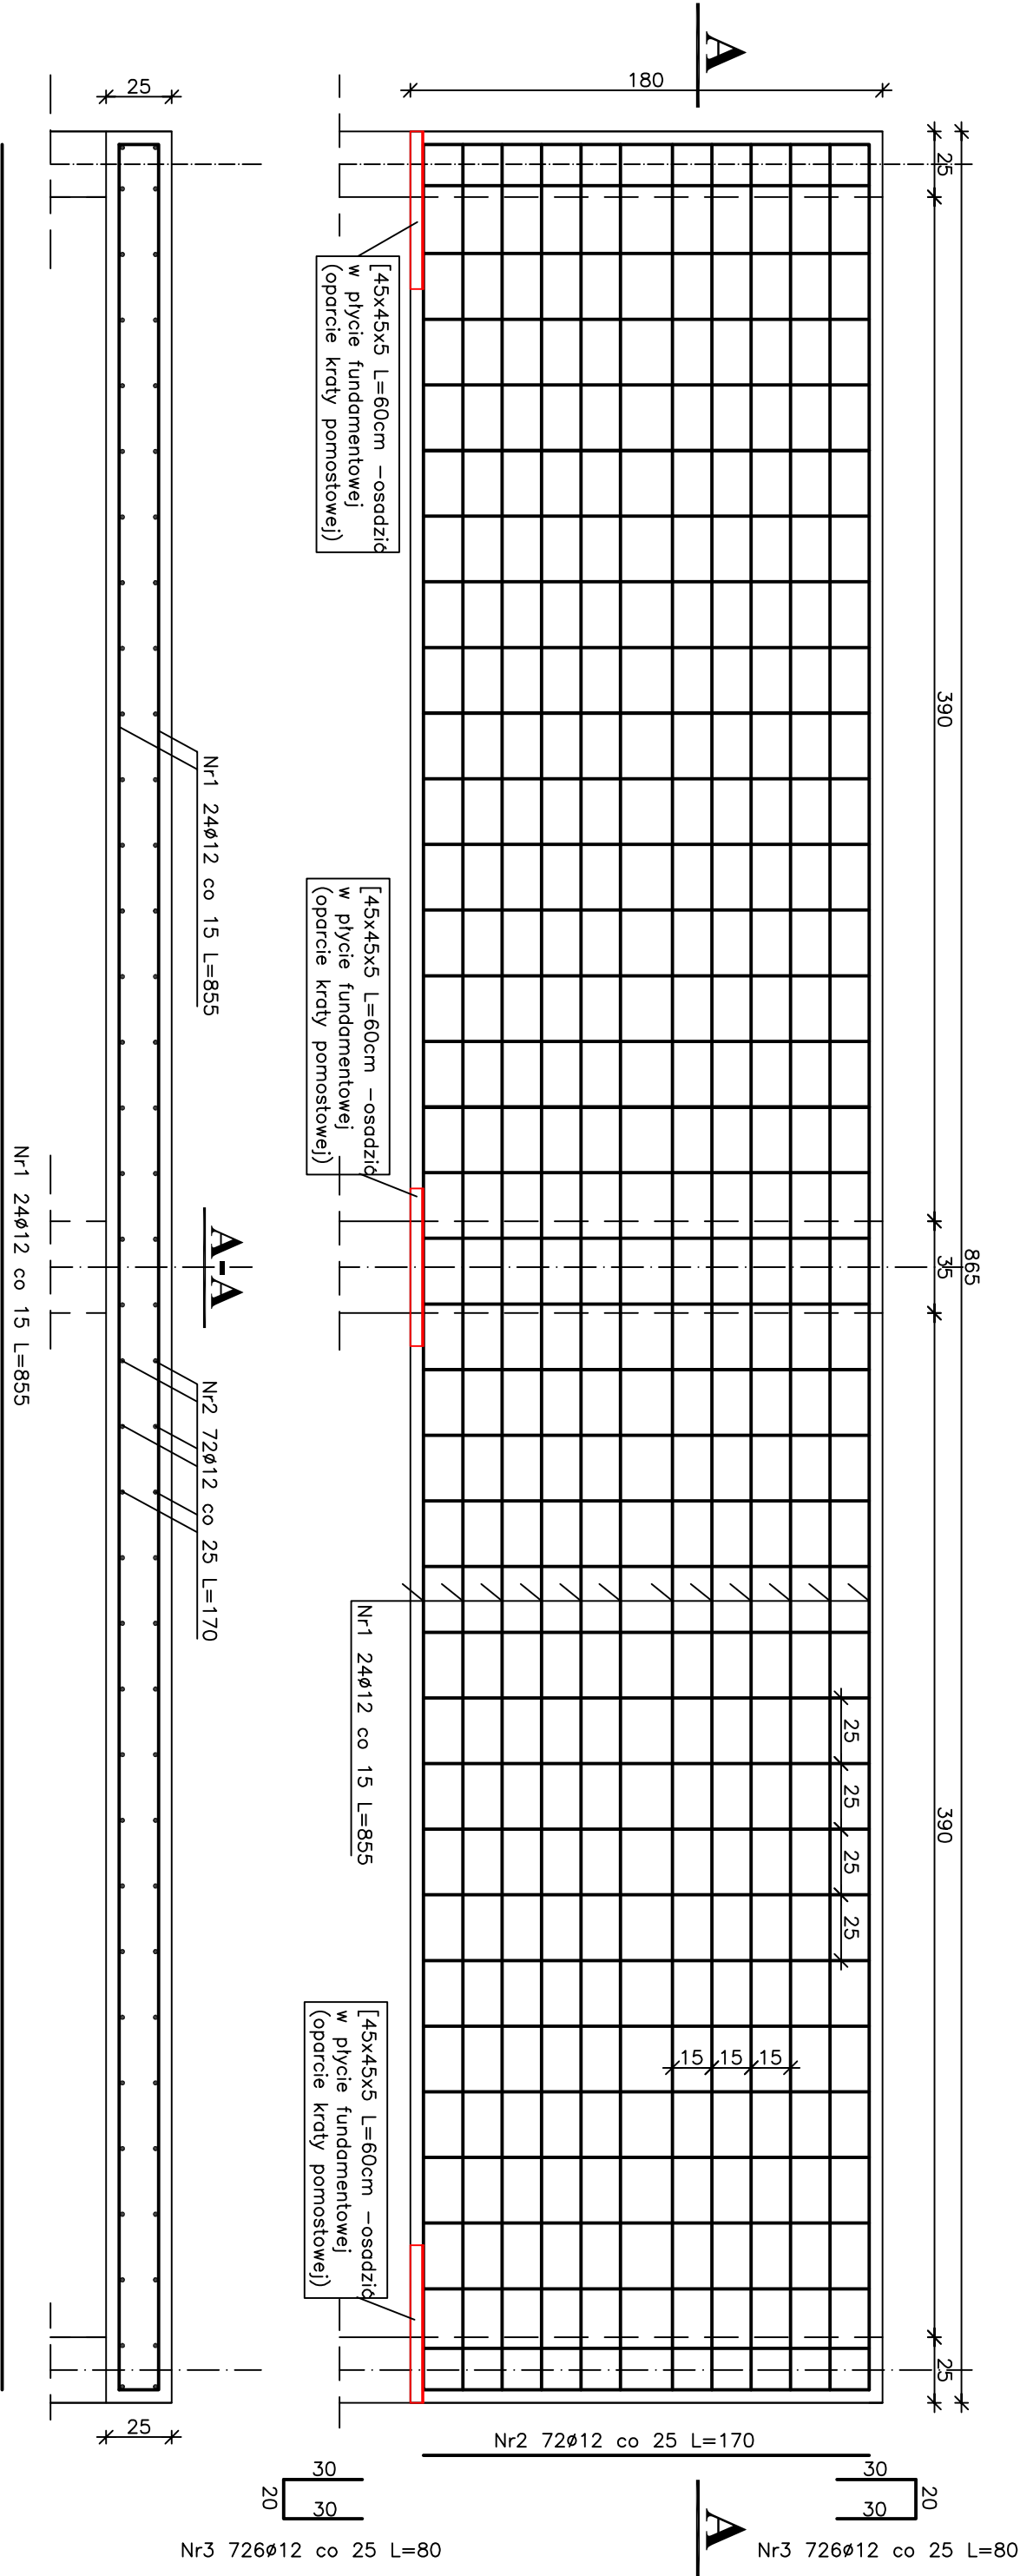 A
180
25
25
865
390
35
390
25
[45x45x5 L=60cm –osadzić
w płycie fundamentowej
(oparcie kraty pomostowej)
[45x45x5 L=60cm –osadzić
w płycie fundamentowej
(oparcie kraty pomostowej)
[45x45x5 L=60cm –osadzić
w płycie fundamentowej
(oparcie kraty pomostowej)
Nr1 24ø12 co 15 L=855
25
25
25
25
15
15
15
A-A
Nr1 24ø12 co 15 L=855
Nr2 72ø12 co 25 L=170
Nr1 24ø12 co 15 L=855
25
Nr2 72ø12 co 25 L=170
30
20
30
Nr3 726ø12 co 25 L=80
A
30
20
30
Nr3 726ø12 co 25 L=80